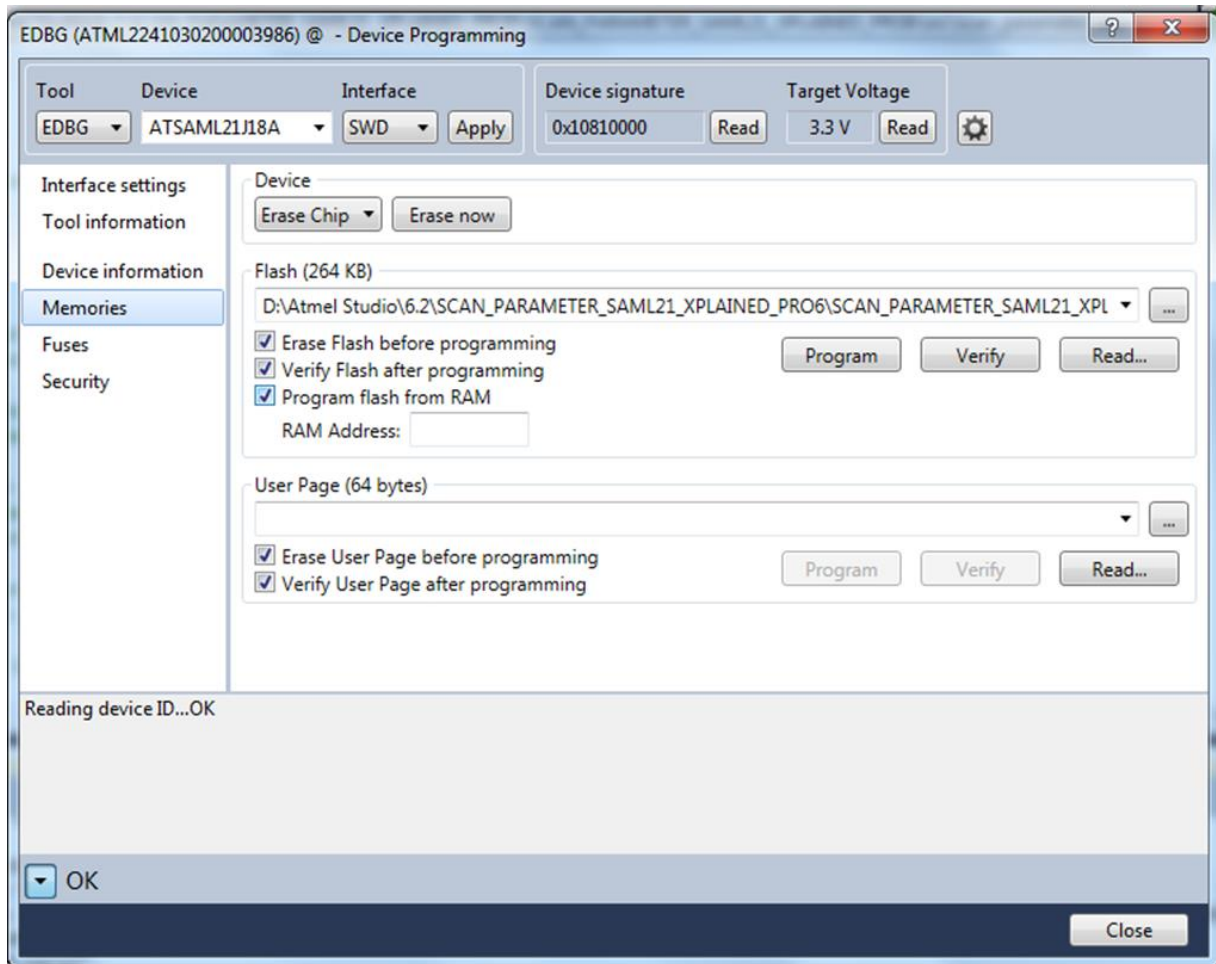 EDBG (ATML2241030200003986) @ - Device Programming
Tool Device Interface Device signature Target Voltage
EDBG ATSAML21J18A SWD Apply 0x10810000 Read 3.3 V Read
Interface settings
Tool information
Device information
Memories
Fuses
Security
Device
Erase Chip Erase now
Flash (264 KB)
D:\Atmel Studio\6.2\SCAN_PARAMETER_SAML21_XPLAINED_PRO6\SCAN_PARAMETER_SAML21_XPL ...
Erase Flash before programming
Verify Flash after programming
Program flash from RAM
Program Verify Read...
RAM Address:
User Page (64 bytes)
...
Erase User Page before programming
Verify User Page after programming
Program Verify Read...
Reading device ID...OK
OK
Close